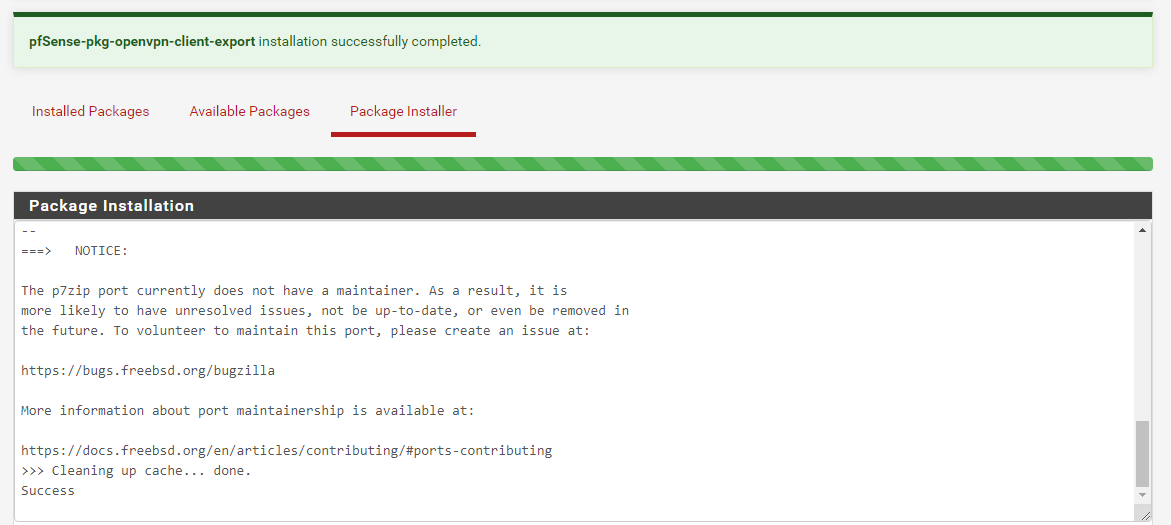 pfSense-pkg-openvpn-client-export installation successfully completed.
Installed Packages Available Packages Package Installer
Package Installation
--
===>   NOTICE:
The p7zip port currently does not have a maintainer. As a result, it is
more likely to have unresolved issues, not be up-to-date, or even be removed in
the future. To volunteer to maintain this port, please create an issue at:
https://bugs.freebsd.org/bugzilla
More information about port maintainership is available at:
https://docs.freebsd.org/en/articles/contributing/#ports-contributing
>>> Cleaning up cache... done.
Success